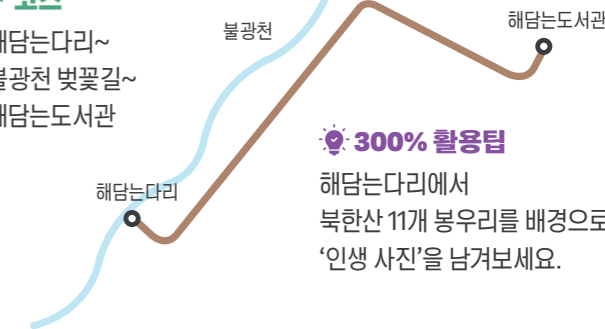 코스
해담는다리~
불광천 벚꽃길~
해담는도서관
불광천
해담는도서관
해담는다리
300% 활용팁
해담는다리에서
북한산 11개 봉우리를 배경으로
‘인생 사진’을 남겨보세요.